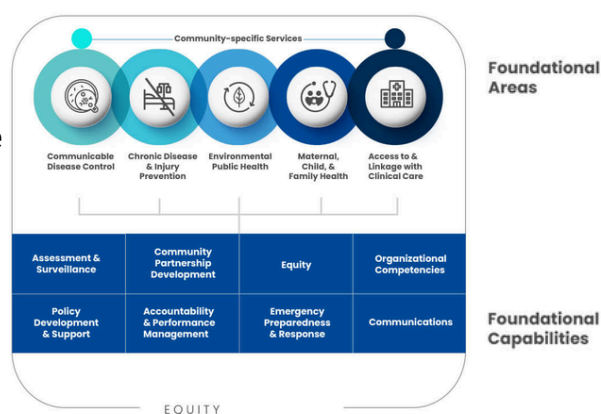 Community-specific Services
Foundational
Areas
Communicable
Disease Control
Chronic Disease
& Injury
Prevention
Environmental
Public Health
Maternal,
Child, &
Family Health
Access to &
Linkage with
Clinical Care
Assessment &
Surveillance
Community
Partnership
Development
Equity
Organizational
Competencies
Policy
Development
& Support
Accountability
& Performance
Management
Emergency
Preparedness
& Response
Communications
Foundational
Capabilities
EQUITY